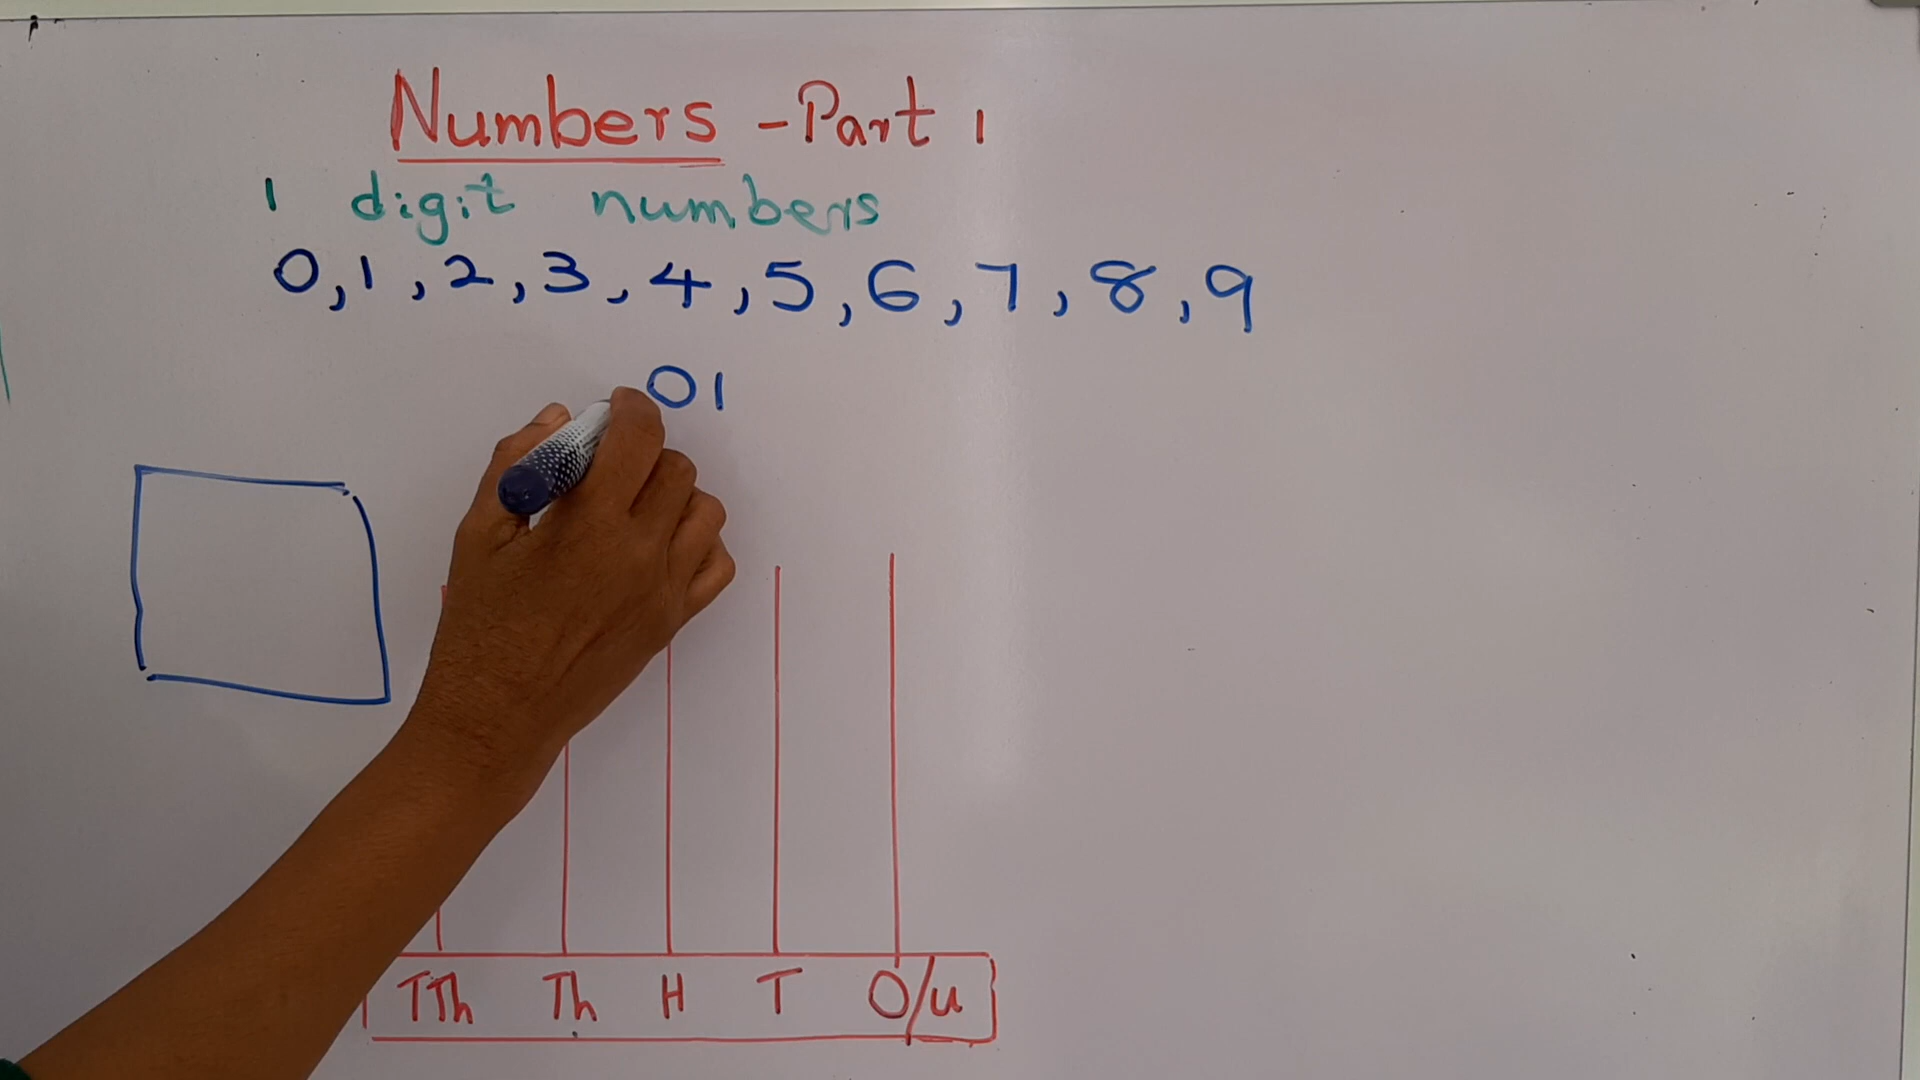 Numbers - Part 1
1 digit numbers
0, 1, 2, 3, 4, 5, 6, 7, 8, 9
01
TTh Th H T O/u